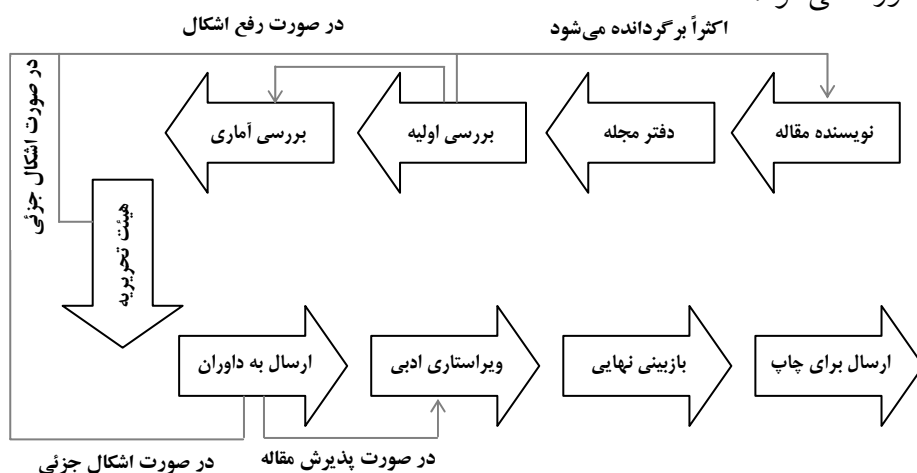 در صورت رفع اشکال
اکثراً برگردانده می‌شود
نویسنده مقاله
دفتر مجله
بررسی اولیه
بررسی آماری
در صورت اشکال جزئی
هیئت تحریریه
ارسال به داوران
ویراستاری ادبی
بازبینی نهایی
ارسال برای چاپ
در صورت پذیرش مقاله
در صورت اشکال جزئی